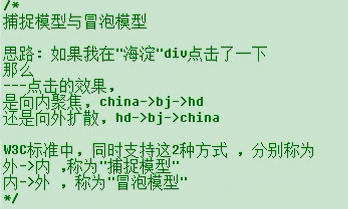 /*
捕捉模型与冒泡模型
思路: 如果我在"海淀"div点击了一下
那么
---点击的效果,
是向内聚焦, china->bj->hd
还是向外扩散, hd->bj->china
W3C标准中, 同时支持这2种方式 , 分别称为
外->内 ,称为"捕捉模型"
内->外 , 称为"冒泡模型"
*/